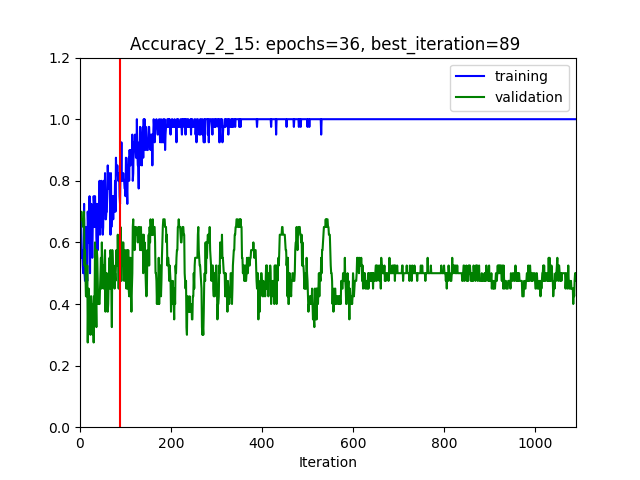 Accuracy_2_15: epochs=36, best_iteration=89
training
validation
1.2
1.0
0.8
0.6
0.4
0.2
0.0
0 200 400 600 800 1000
Iteration